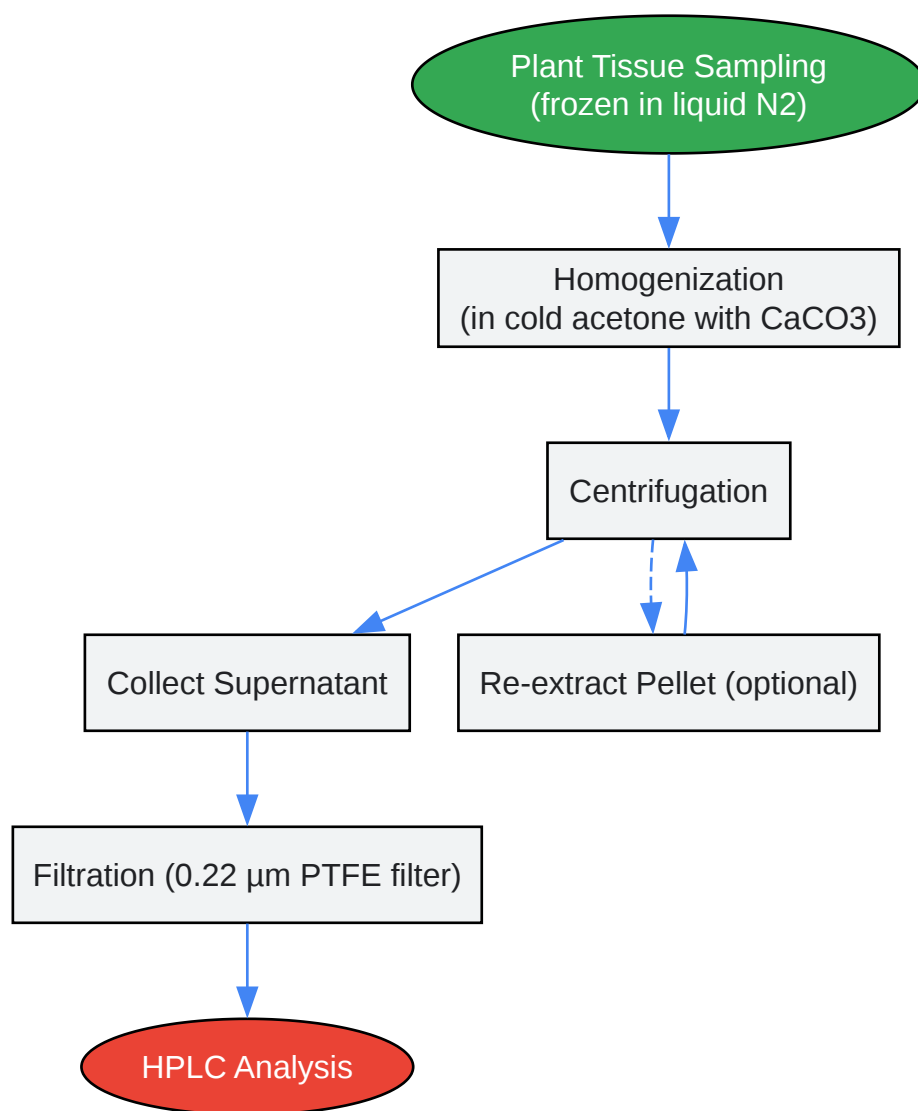 Plant Tissue Sampling
(frozen in liquid N2)
Homogenization
(in cold acetone with CaCO3)
Centrifugation
Collect Supernatant
Re-extract Pellet (optional)
Filtration (0.22 µm PTFE filter)
HPLC Analysis